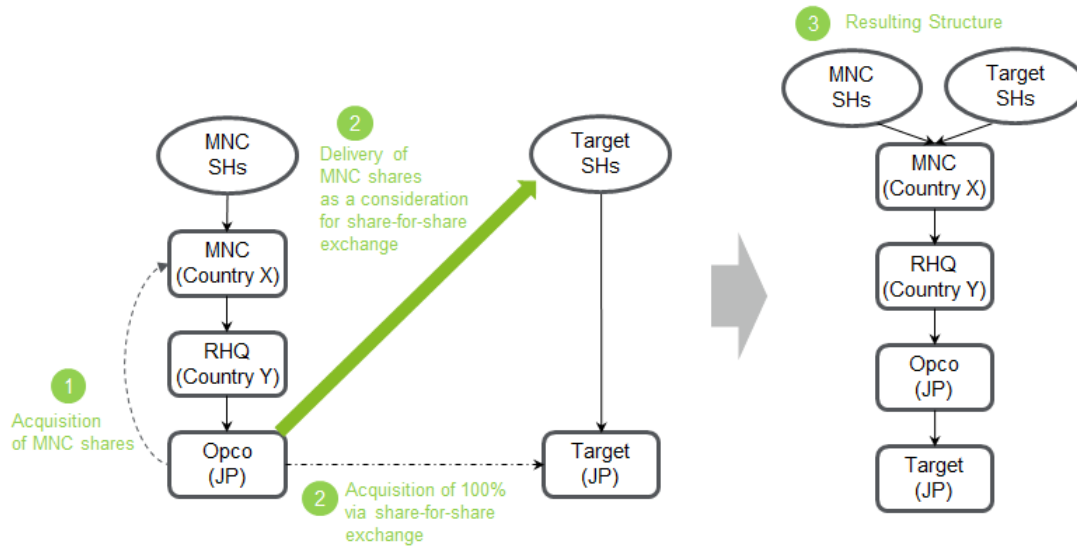 3 Resulting Structure
MNC
SHs
Target
SHs
MNC
(Country X)
RHQ
(Country Y)
Opco
(JP)
Target
(JP)
MNC
SHs
2
Delivery of
MNC shares
as a consideration
for share-for-share
exchange
Target
SHs
MNC
(Country X)
RHQ
(Country Y)
1
Acquisition
of MNC shares
Opco
(JP)
Target
(JP)
2
Acquisition of 100%
via share-for-share
exchange